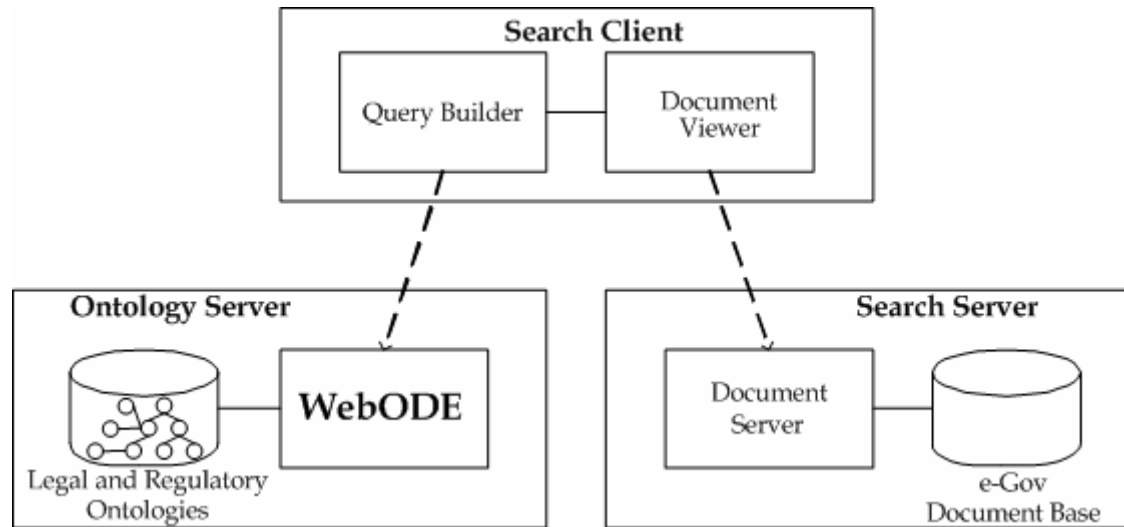 Search Client
Query Builder
Document
Viewer
Ontology Server
WebODE
Legal and Regulatory
Ontologies
Search Server
Document
Server
e-Gov
Document Base